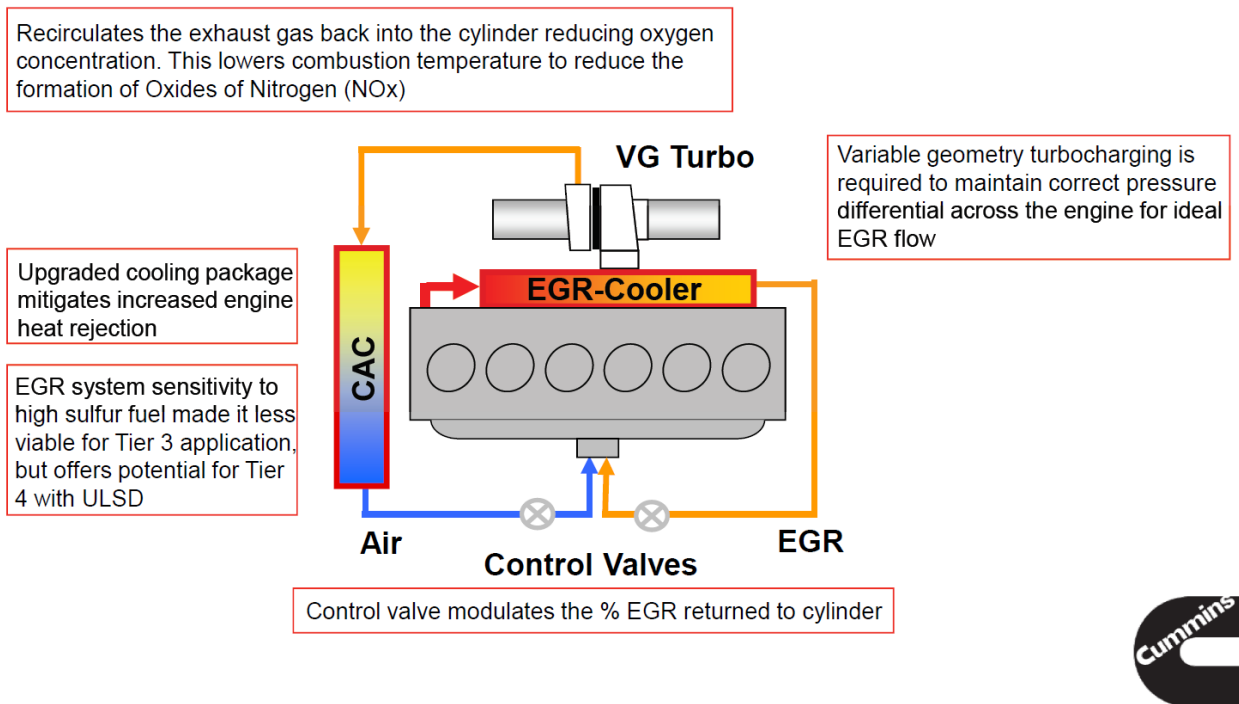 Recirculates the exhaust gas back into the cylinder reducing oxygen
concentration. This lowers combustion temperature to reduce the
formation of Oxides of Nitrogen (NOx)
VG Turbo
Variable geometry turbocharging is
required to maintain correct pressure
differential across the engine for ideal
EGR flow
Upgraded cooling package
mitigates increased engine
heat rejection
EGR-Cooler
CAC
EGR system sensitivity to
high sulfur fuel made it less
viable for Tier 3 application,
but offers potential for Tier
4 with ULSD
Air
EGR
Control Valves
Control valve modulates the % EGR returned to cylinder
Cummins